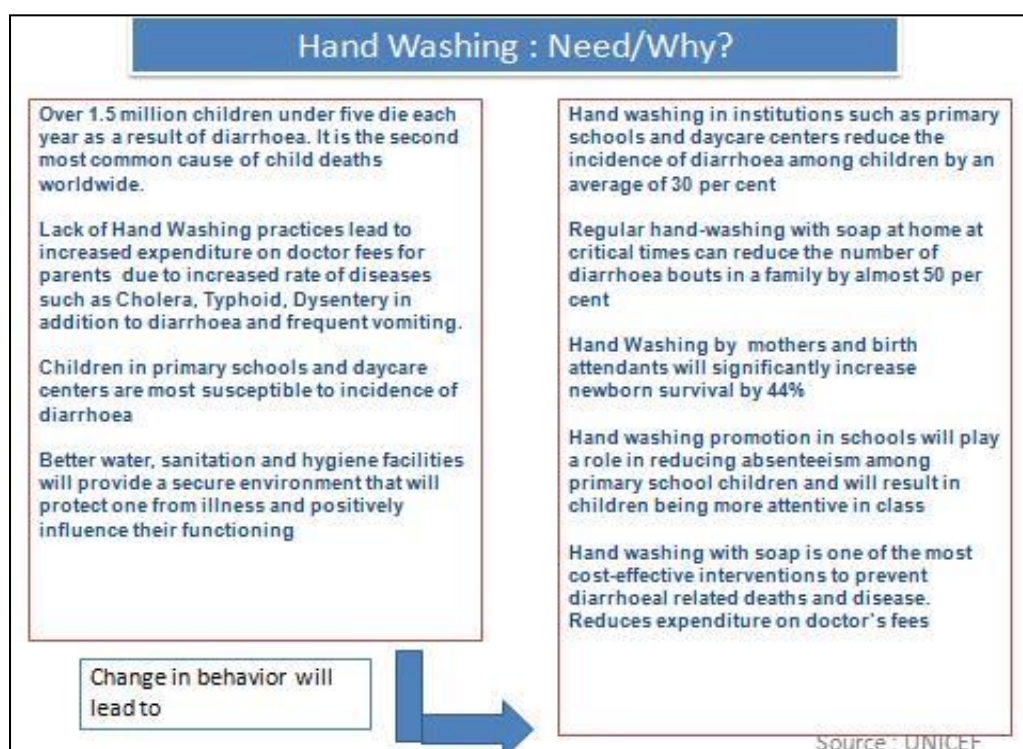 Hand Washing : Need/Why?
Over 1.5 million children under five die each
year as a result of diarrhoea. It is the second
most common cause of child deaths
worldwide.
Lack of Hand Washing practices lead to
increased expenditure on doctor fees for
parents due to increased rate of diseases
such as Cholera, Typhoid, Dysentery in
addition to diarrhoea and frequent vomiting.
Children in primary schools and daycare
centers are most susceptible to incidence of
diarrhoea
Better water, sanitation and hygiene facilities
will provide a secure environment that will
protect one from illness and positively
influence their functioning
Change in behavior will
lead to
Hand washing in institutions such as primary
schools and daycare centers reduce the
incidence of diarrhoea among children by an
average of 30 per cent
Regular hand-washing with soap at home at
critical times can reduce the number of
diarrhoea bouts in a family by almost 50 per
cent
Hand Washing by mothers and birth
attendants will significantly increase
newborn survival by 44%
Hand washing promotion in schools will play
a role in reducing absenteeism among
primary school children and will result in
children being more attentive in class
Hand washing with soap is one of the most
cost-effective interventions to prevent
diarrhoeal related deaths and disease.
Reduces expenditure on doctor's fees
Source : UNICEF